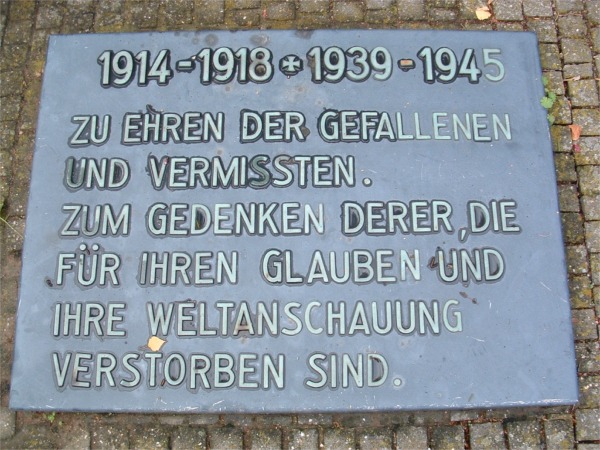 1914-1918 + 1939-1945
ZU EHREN DER GEFALLENEN
UND VERMISSTEN.
ZUM GEDENKEN DERER, DIE
FÜR IHREN GLAUBEN UND
IHRE WELTANSCHAUUNG
VERSTORBEN SIND.